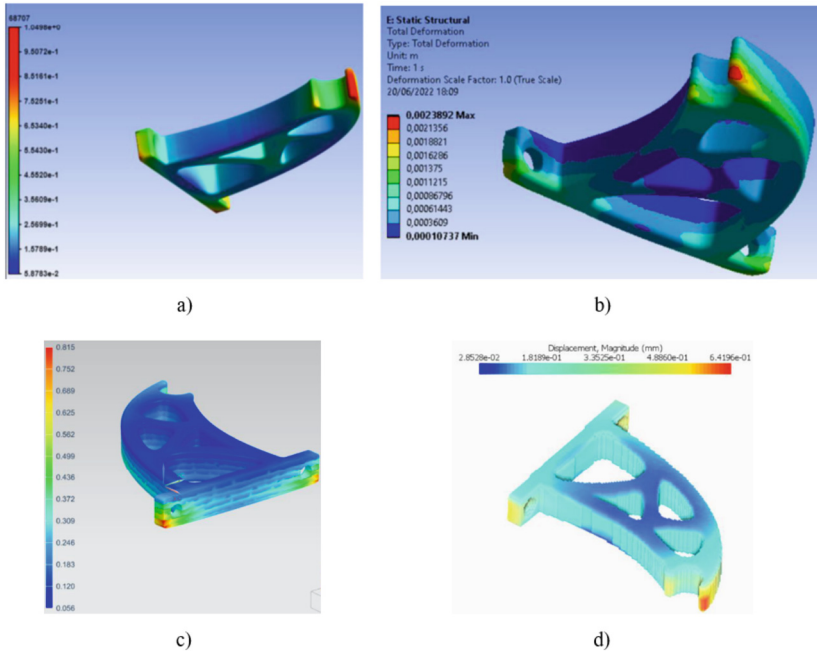 68707
1.0498e+0
9.5072e-1
8.5161e-1
7.5251e-1
6.5340e-1
5.5430e-1
4.5520e-1
3.5610e-1
2.5699e-1
1.5789e-1
5.8783e-2
a)
E: Static Structural
Total Deformation
Type: Total Deformation
Unit: m
Time: 1 s
Deformation Scale Factor: 1.0 (True Scale)
20/06/2022 18:09
0,0023892 Max
0,0021356
0,0018821
0,0016286
0,001375
0,0011215
0,00086796
0,00061443
0,0003609
0,00010737 Min
b)
0.815
0.752
0.689
0.625
0.562
0.499
0.436
0.372
0.309
0.246
0.183
0.120
0.056
c)
Displacement, Magnitude (mm)
2.8528e-02 1.8189e-01 3.3525e-01 4.8860e-01 6.4196e-01
d)